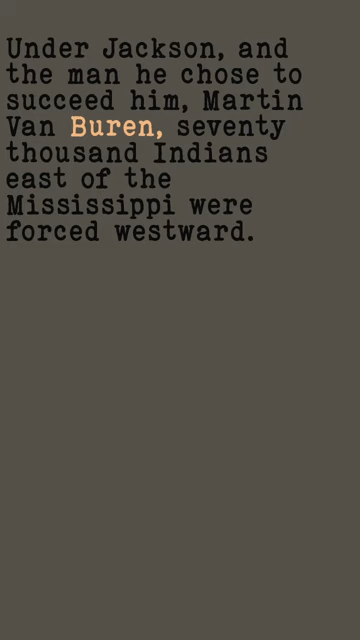 Under Jackson, and
the man he chose to
succeed him, Martin
Van Buren, seventy
thousand Indians
east of the
Mississippi were
forced westward.